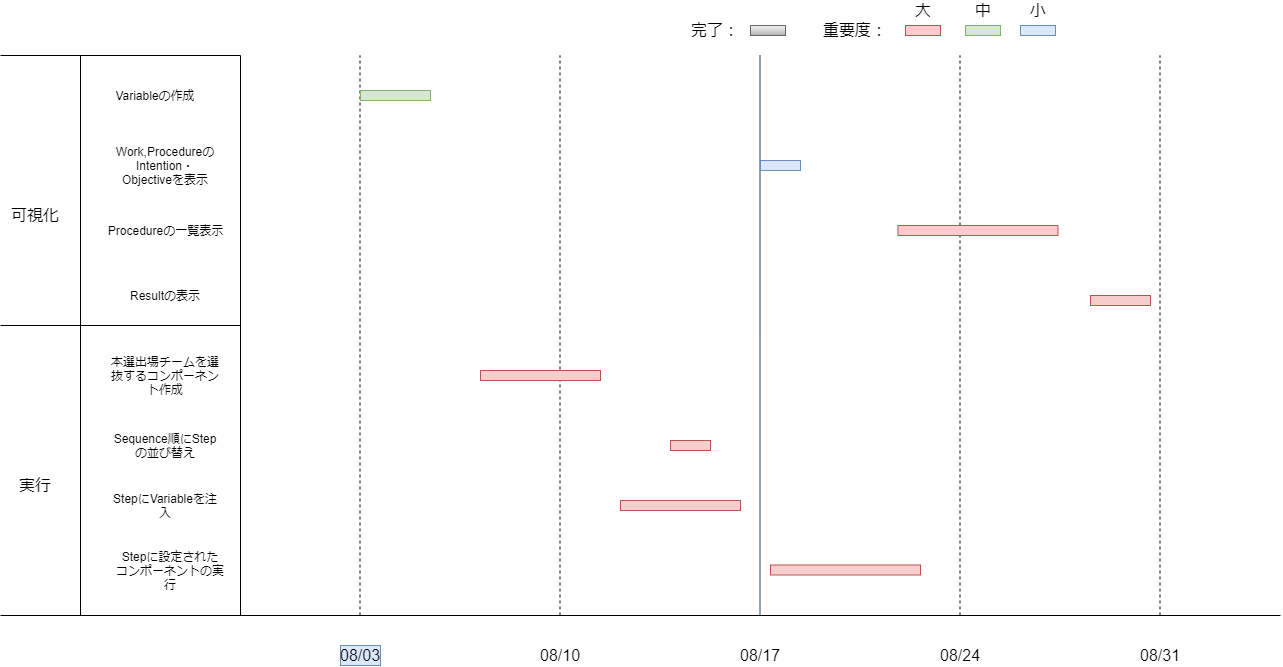 大 中 小
完了： 重要度：
Variableの作成
Work,Procedureの
Intention・
Objectiveを表示
可視化
Procedureの一覧表示
Resultの表示
本選出場チームを選
抜するコンポーネン
ト作成
Sequence順にStep
の並び替え
実行
StepにVariableを注
入
Stepに設定された
コンポーネントの実
行
08/03 08/10 08/17 08/24 08/31